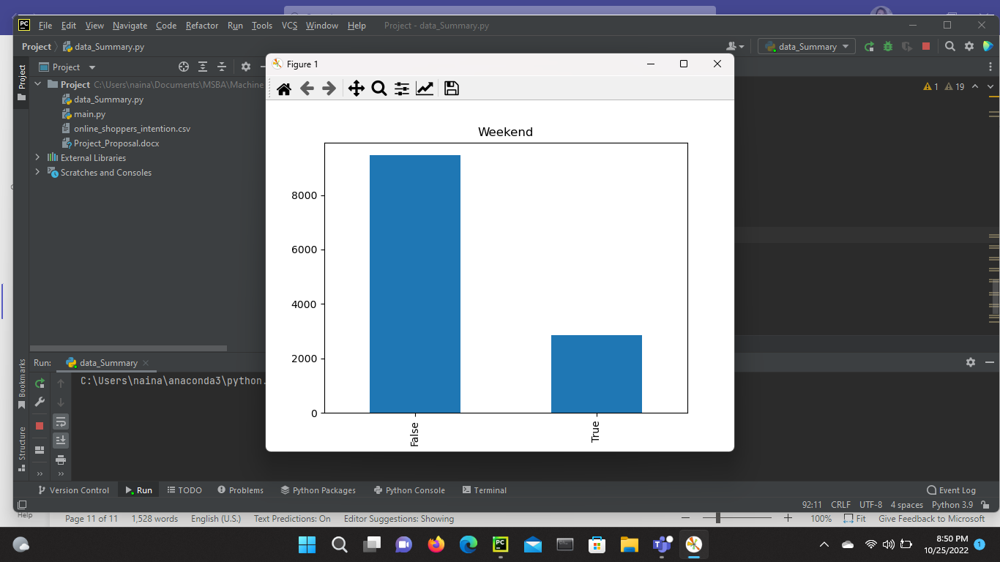 PC File Edit View Navigate Code Refactor Run Tools VCS Window Help Project - data_Summary.py
Project data_Summary.py data_Summary
Project Project
Figure 1
Project C:\Users\naina\Documents\MSBA\Machine
data_Summary.py
main.py
online_shoppers_intention.csv
Project_Proposal.docx
External Libraries
Scratches and Consoles
1 19
Weekend
8000
6000
4000
2000
0
False True
Run: data_Summary
C:\Users\naina\anaconda3\python.
Bookmarks
Structure
Version Control Run TODO Problems Python Packages Python Console Terminal Event Log
92:11 CRLF UTF-8 4 spaces Python 3.9
Help Page 11 of 11 1,528 words English (U.S.) Text Predictions: On Editor Suggestions: Showing 100% Fit Give Feedback to Microsoft
PC 8:50 PM
10/25/2022 1